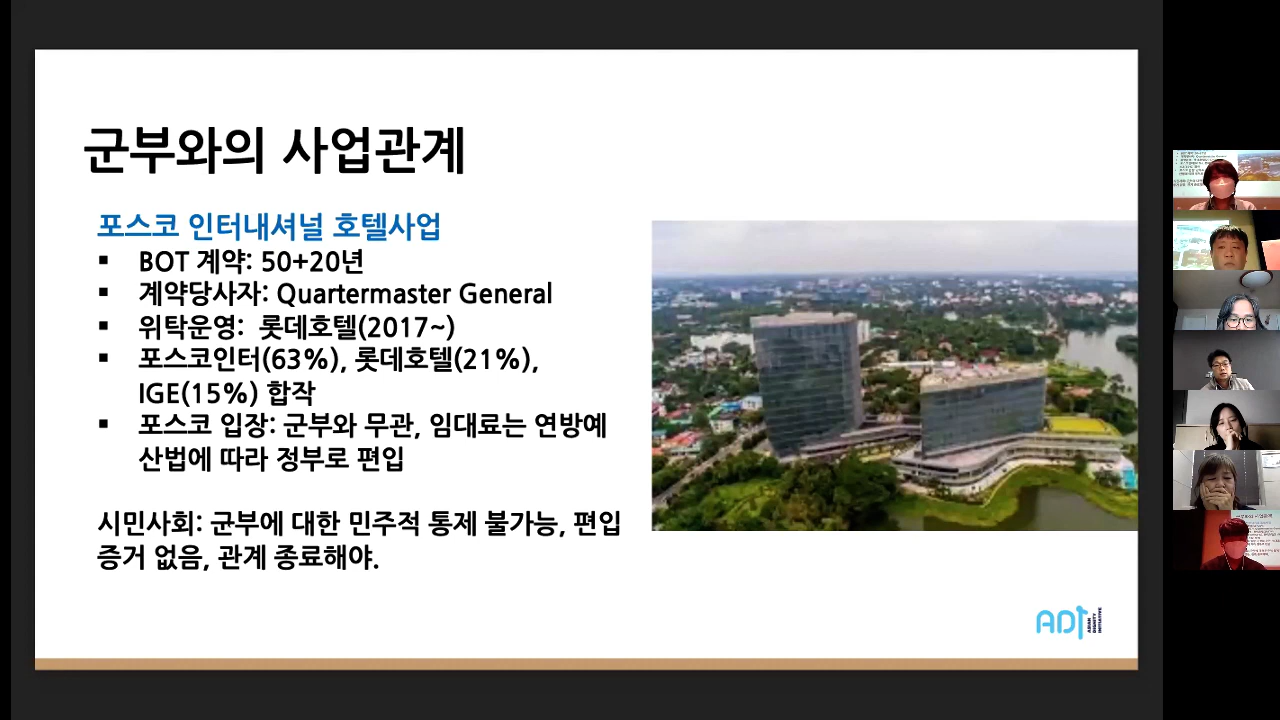 군부와의 사업관계
포스코 인터내셔널 호텔사업
▪ BOT 계약: 50+20년
▪ 계약당사자: Quartermaster General
▪ 위탁운영: 롯데호텔(2017~)
▪ 포스코인터(63%), 롯데호텔(21%),
IGE(15%) 합작
▪ 포스코 입장: 군부와 무관, 임대료는 연방예
산법에 따라 정부로 편입
시민사회: 군부에 대한 민주적 통제 불가능, 편입
증거 없음, 관계 종료해야.
ADI
ASIAN
DIGNITY
INITIATIVE